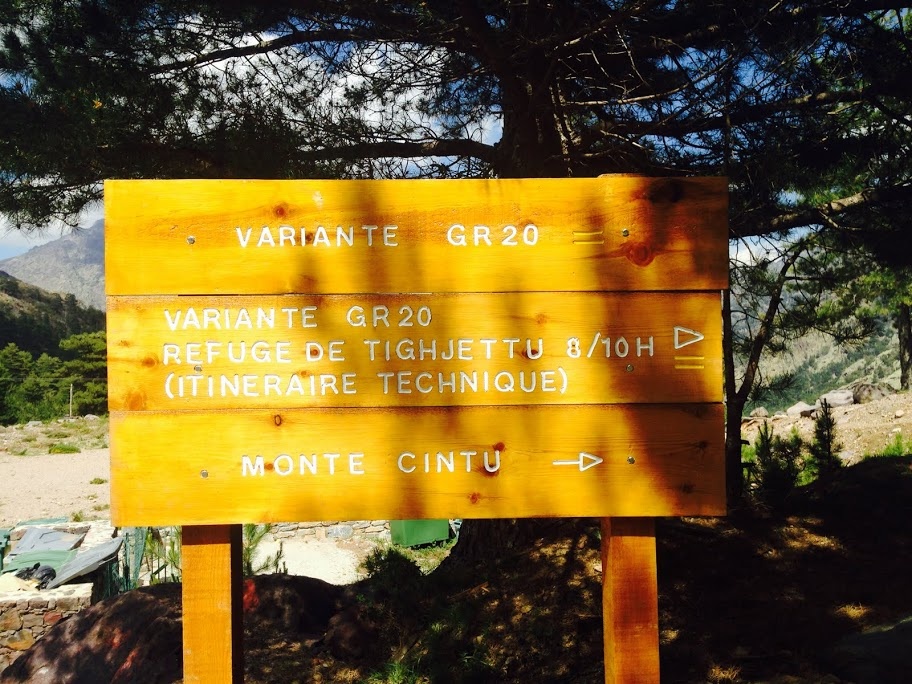 VARIANTE GR20
VARIANTE GR20
REFUGE DE TIGHJETTU 8/10H
(ITINERAIRE TECHNIQUE)
MONTE CINTU